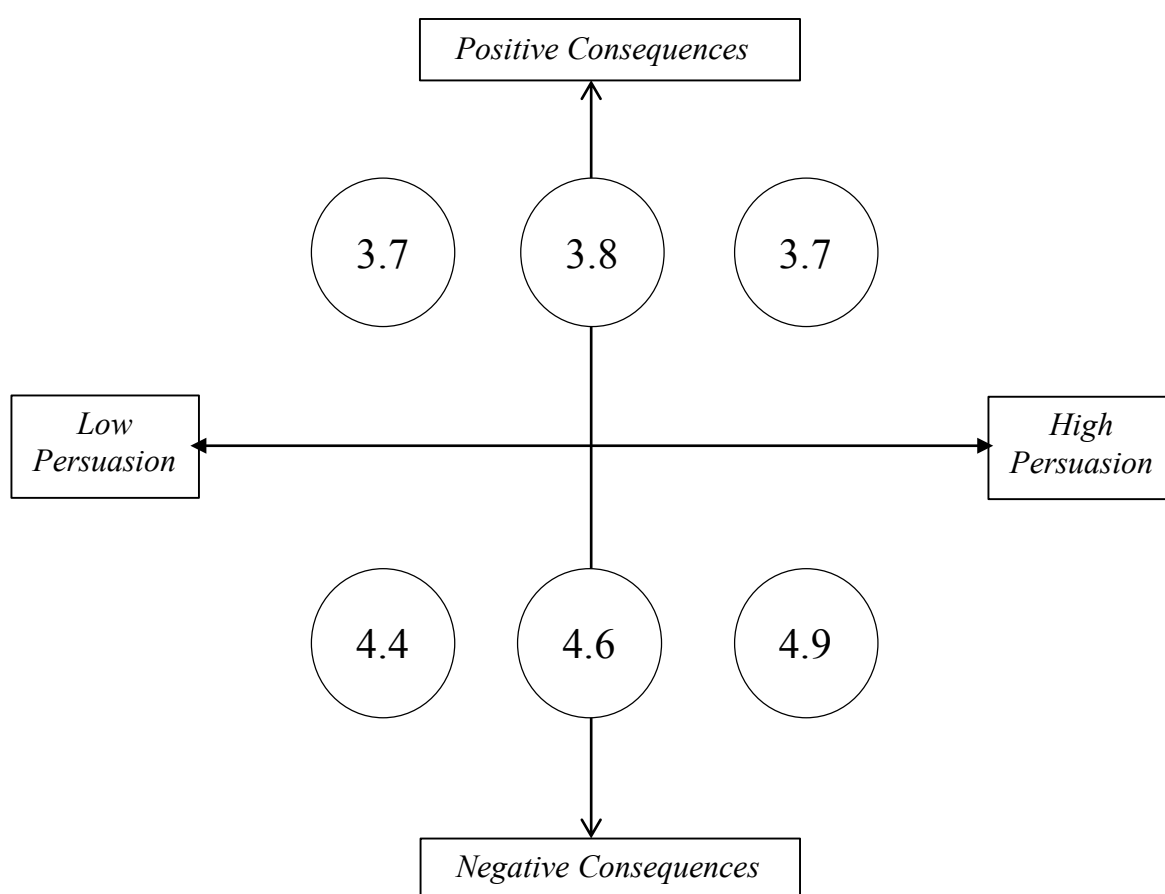 Positive Consequences
3.7
3.8
3.7
Low
Persuasion
High
Persuasion
4.4
4.6
4.9
Negative Consequences